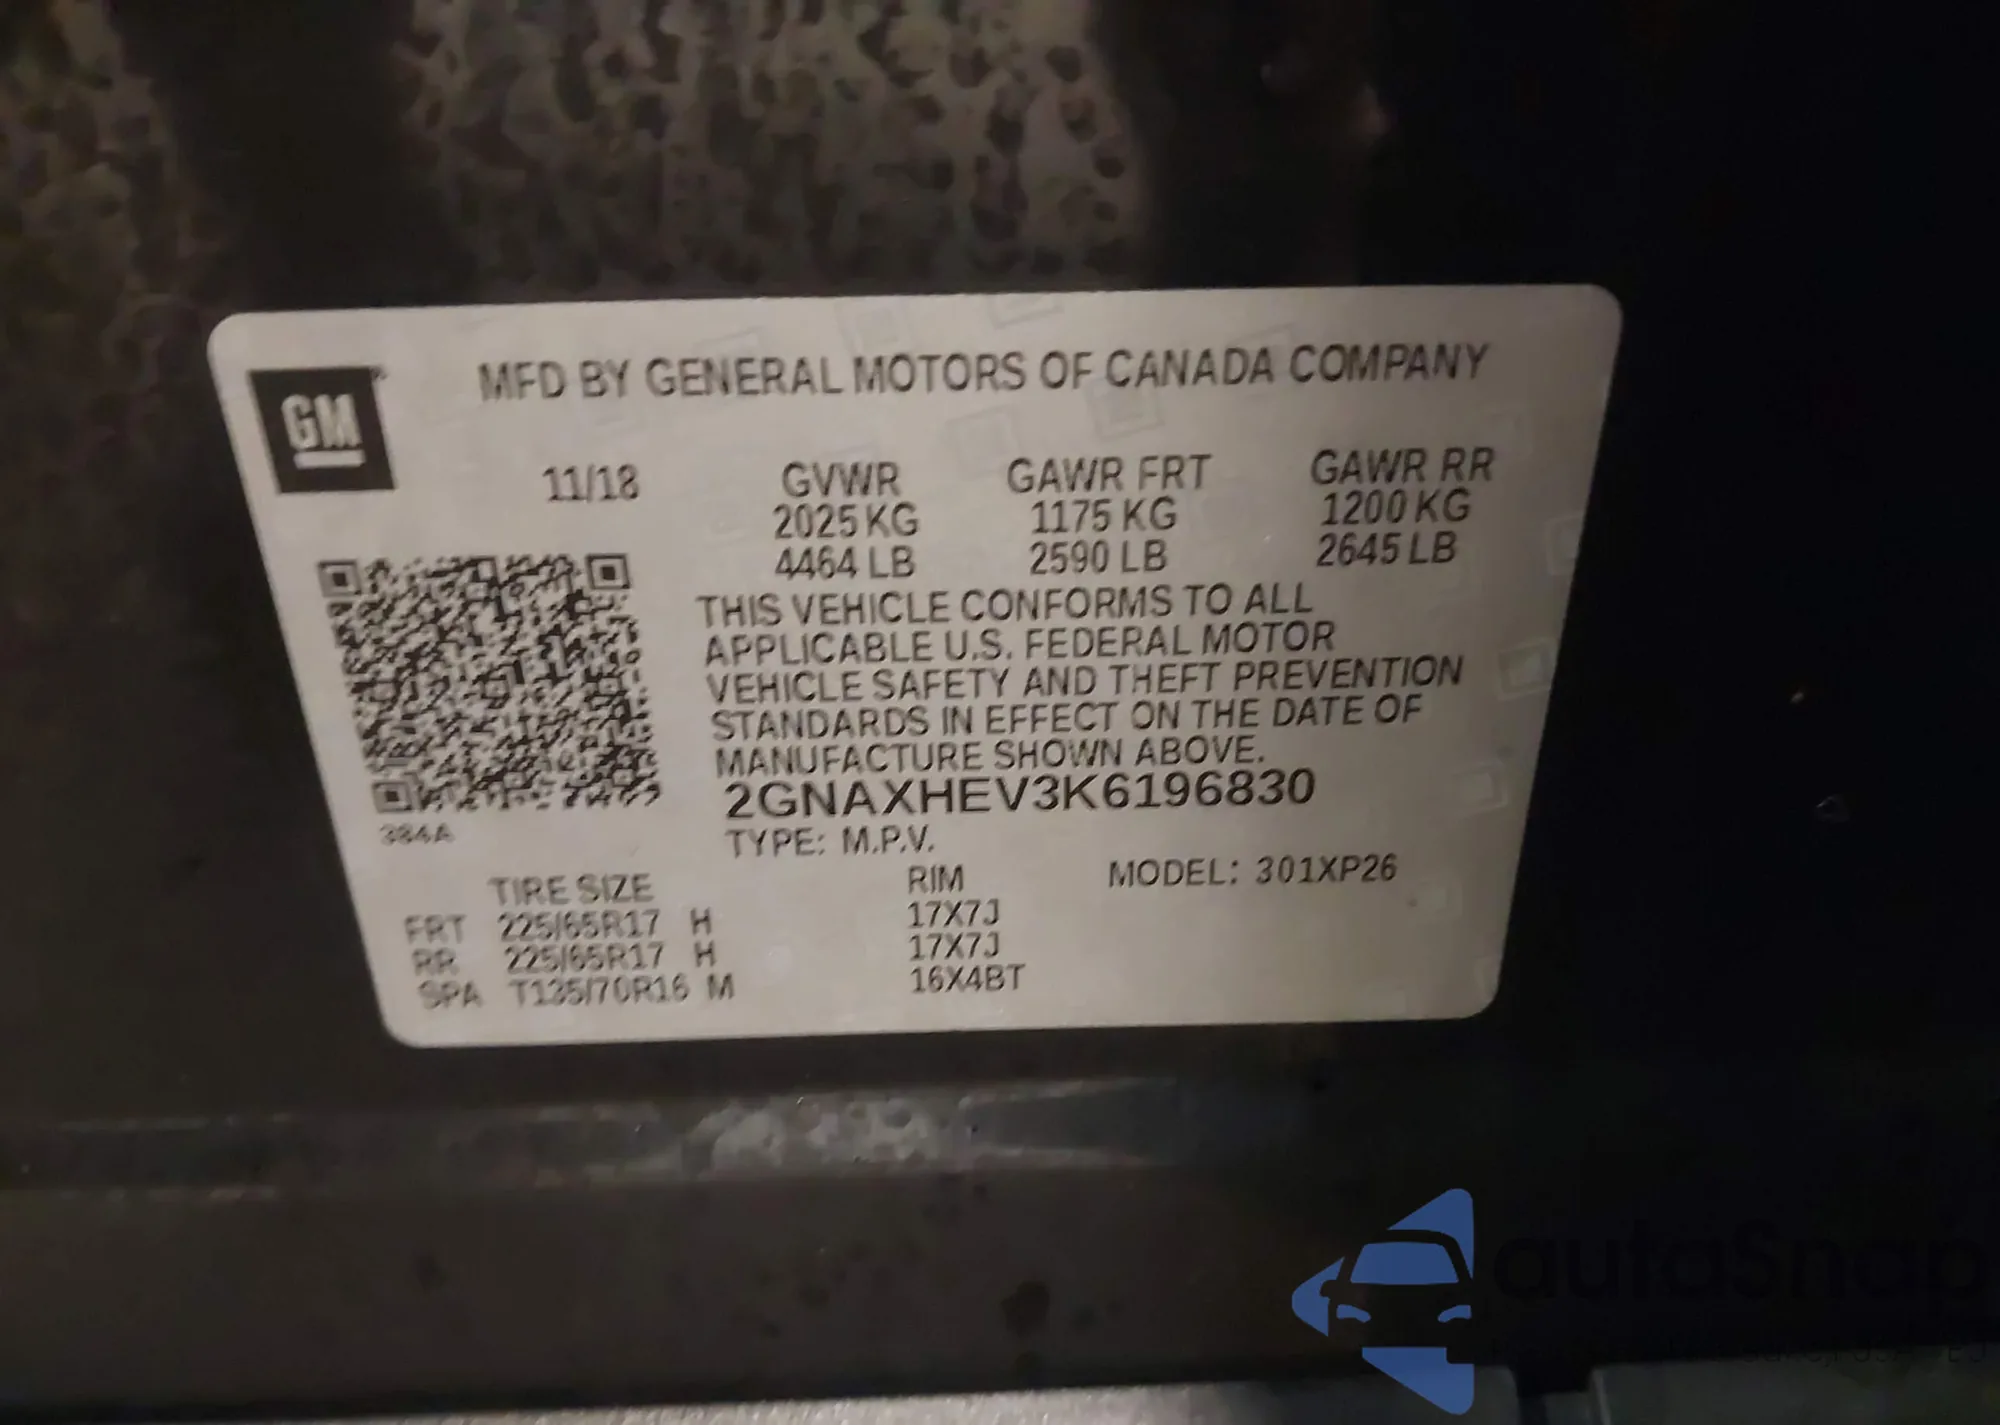 GM
MFD BY GENERAL MOTORS OF CANADA COMPANY
11/18 GVWR GAWR FRT GAWR RR
2025 KG 1175 KG 1200 KG
4464 LB 2590 LB 2645 LB
THIS VEHICLE CONFORMS TO ALL
APPLICABLE U.S. FEDERAL MOTOR
VEHICLE SAFETY AND THEFT PREVENTION
STANDARDS IN EFFECT ON THE DATE OF
MANUFACTURE SHOWN ABOVE.
2GNAXHEV3K6196830
384A
TYPE: M.P.V.
TIRE SIZE RIM MODEL: 301XP26
FRT 225/65R17 H 17X7J
RR 225/65R17 H 17X7J
SPA T135/70R16 M 16X4BT
autoSnap